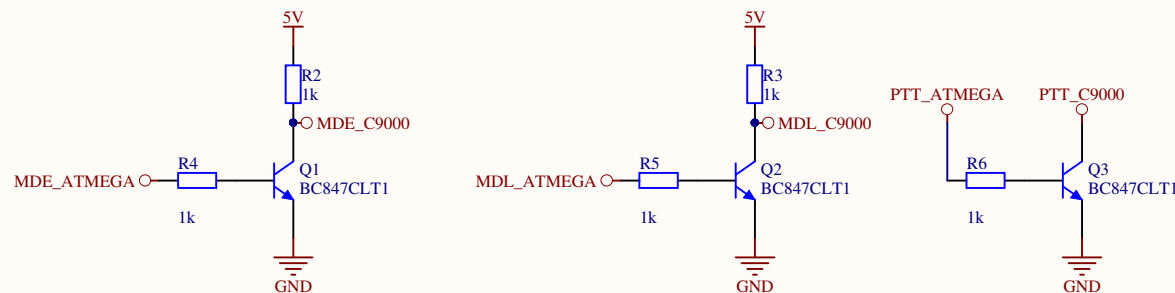 5V
R2
1k
MDE_C9000
MDE_ATMEGA
R4
1k
Q1
BC847CLT1
GND
5V
R3
1k
MDL_C9000
MDL_ATMEGA
R5
1k
Q2
BC847CLT1
GND
PTT_ATMEGA
PTT_C9000
R6
1k
Q3
BC847CLT1
GND